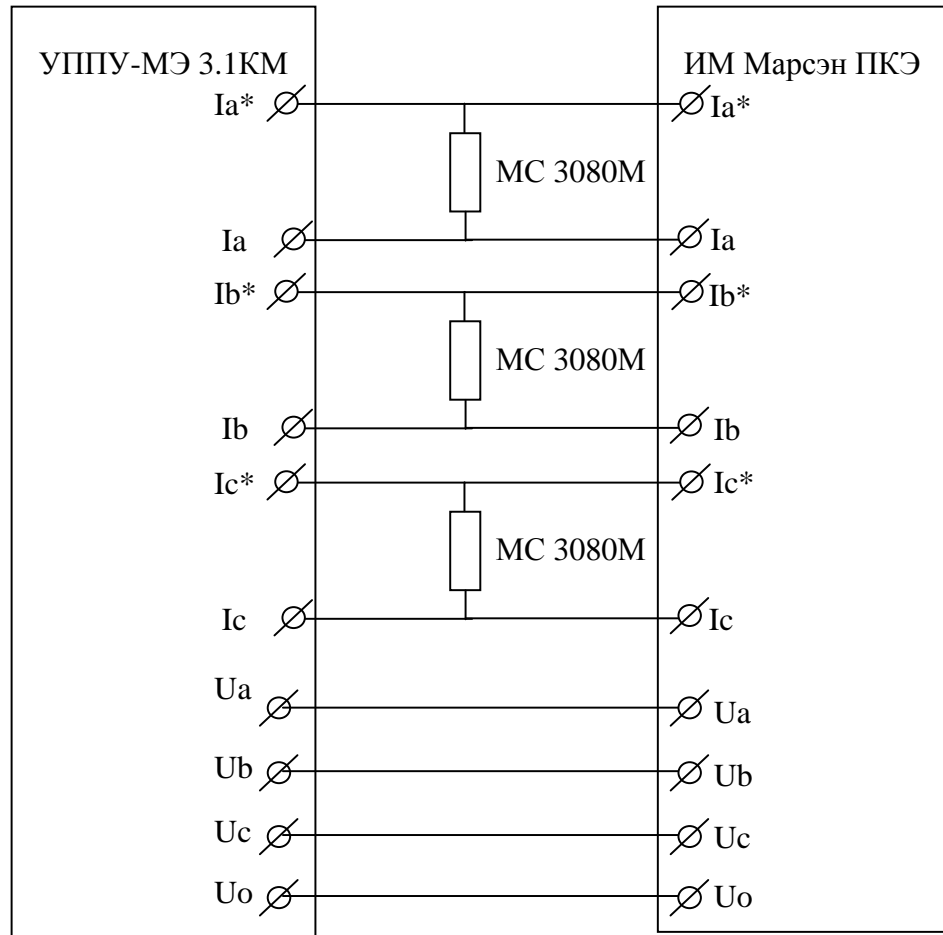 УППУ-МЭ 3.1КМ ИМ Марсэн ПКЭ
Ia* Ia*
МС 3080М
Ia Ia
Ib* Ib*
МС 3080М
Ib Ib
Ic* Ic*
МС 3080М
Ic Ic
Ua Ua
Ub Ub
Uc Uc
Uo Uo